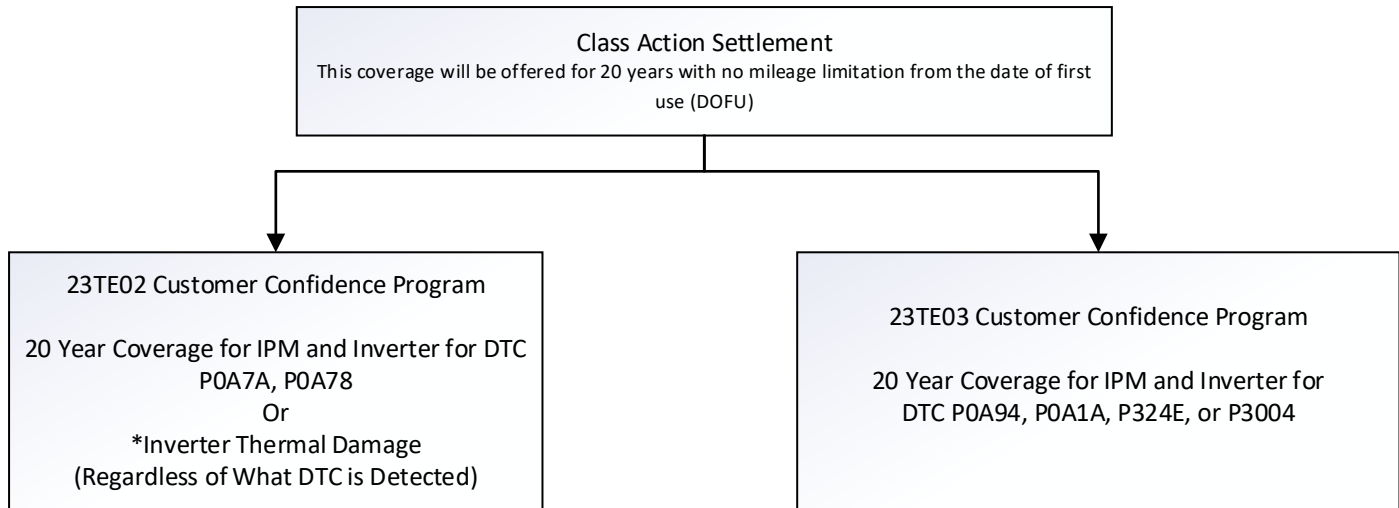 Class Action Settlement
This coverage will be offered for 20 years with no mileage limitation from the date of first
use (DOFU)
23TE02 Customer Confidence Program
20 Year Coverage for IPM and Inverter for DTC
P0A7A, P0A78
Or
*Inverter Thermal Damage
(Regardless of What DTC is Detected)
23TE03 Customer Confidence Program
20 Year Coverage for IPM and Inverter for
DTC P0A94, P0A1A, P324E, or P3004